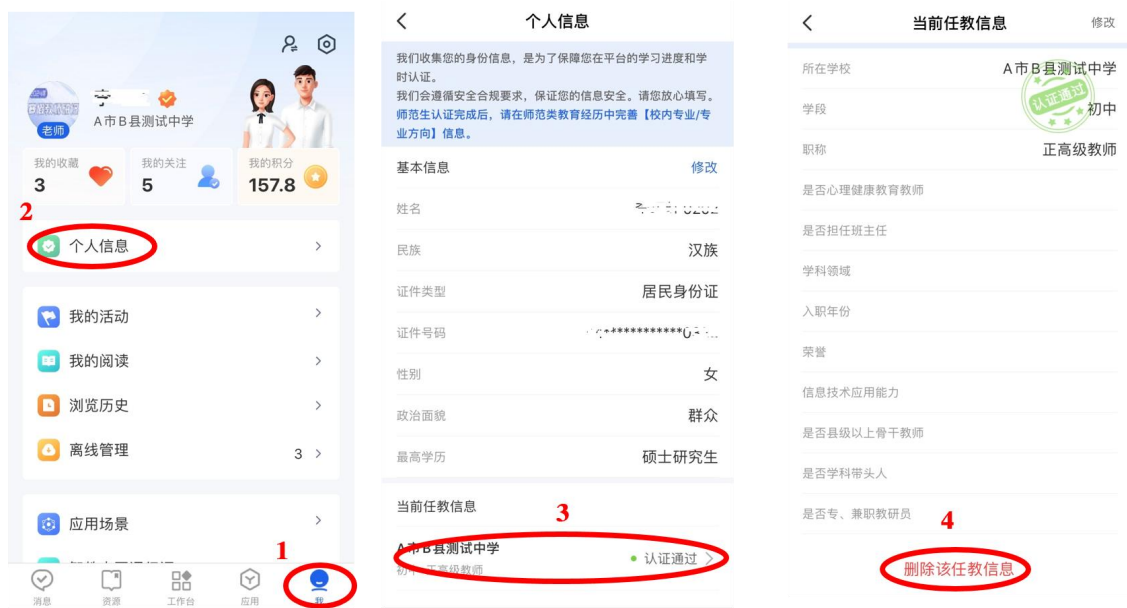 老师
A市B县测试中学
我的收藏
3
我的关注
5
我的积分
157.8
2
个人信息
我的活动
我的阅读
浏览历史
离线管理
3
应用场景
1
消息
资源
工作台
应用
我
个人信息
我们收集您的身份信息，是为了保障您在平台的学习进度和学
时认证。
我们会遵循安全合规要求，保证您的信息安全。请您放心填写。
师范生认证完成后，请在师范类教育经历中完善【校内专业/专
业方向】信息。
基本信息 修改
姓名
民族 汉族
证件类型 居民身份证
证件号码
性别 女
政治面貌 群众
最高学历 硕士研究生
当前任教信息
3
A市B县测试中学
初中 正高级教师
认证通过
当前任教信息 修改
所在学校 A市B县测试中学
认证通过
学段 初中
职称 正高级教师
是否心理健康教育教师
是否担任班主任
学科领域
入职年份
荣誉
信息技术应用能力
是否县级以上骨干教师
是否学科带头人
是否专、兼职教研员
4
删除该任教信息